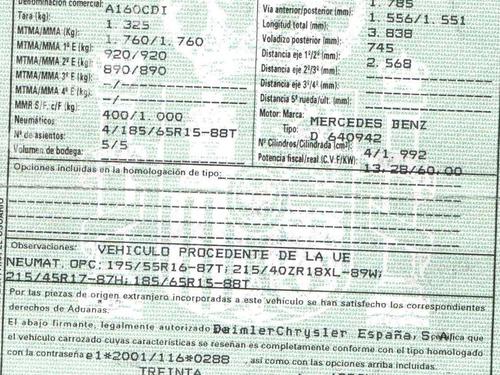 Denominación comercial: A160CDI
Tara (kg): 1.325
MTMA/MMA (Kg): 1.760/1.760
MTMA/MMA 1º E (kg): 920/920
MTMA/MMA 2º E (kg): 890/890
MTMA/MMA 3º E (kg): -/-
MTMA/MMA 4º E (kg): -/-
MMR S/F, c/F (kg): 400/1.000
Neumáticos: 4/185/65R15-88T
Nº de asientos: 5/5
Volumen de bodega:
1.785
Vía anterior/posterior (mm): 1.556/1.551
Longitud total (mm): 3.838
Voladizo posterior (mm): 745
Distancia eje 1º/2º (mm): 2.568
Distancia eje 2º/3º (mm):
Distancia eje 3º/4º (mm):
Distancia 5ª rueda/ult. (mm):
Motor: Marca: MERCEDES BENZ
Tipo: D 640942
Nº Cilindros/Cilindrada (cm³): 4/1.992
Potencia fiscal/real (C.V.F/KW): 13,28/60,00
Opciones incluidas en la homologación de tipo:
Observaciones: VEHICULO PROCEDENTE DE LA UE
NEUMAT. OPC: 195/55R16-87T; 215/40ZR18XL-89W;
215/45R17-87H; 185/65R15-88T
Por las piezas de origen extranjero incorporadas a este vehículo se han satisfecho los correspondientes
derechos de Aduanas.
El abajo firmante, legalmente autorizado DaimlerChrysler España, S.A.
el vehículo carrozado cuyas características se reseñan es completamente conforme con el tipo homologado
con la contraseña e1*2001/116*0288 así como con las opciones arriba incluidas.
TREINTA